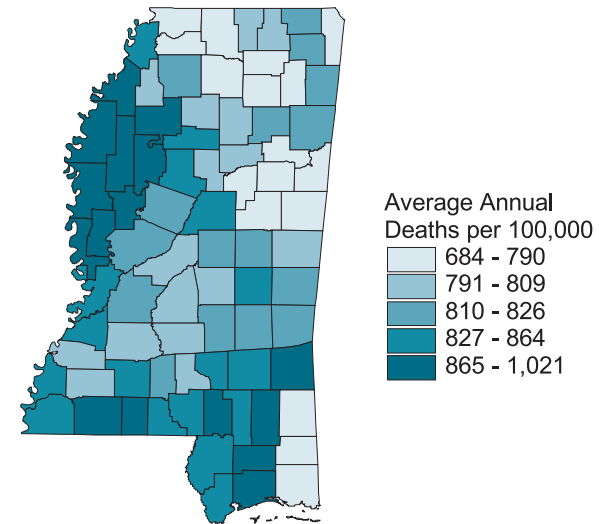 Average Annual
Deaths per 100,000
684 - 790
791 - 809
810 - 826
827 - 864
865 - 1,021